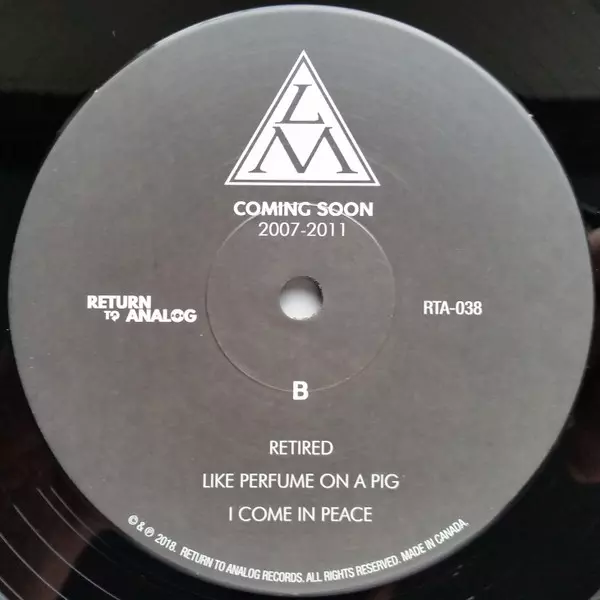 L
M
COMING SOON
2007-2011
RETURN
TO ANALOG
RTA-038
B
RETIRED
LIKE PERFUME ON A PIG
I COME IN PEACE
© & ℗ 2018. RETURN TO ANALOG RECORDS. ALL RIGHTS RESERVED. MADE IN CANADA.